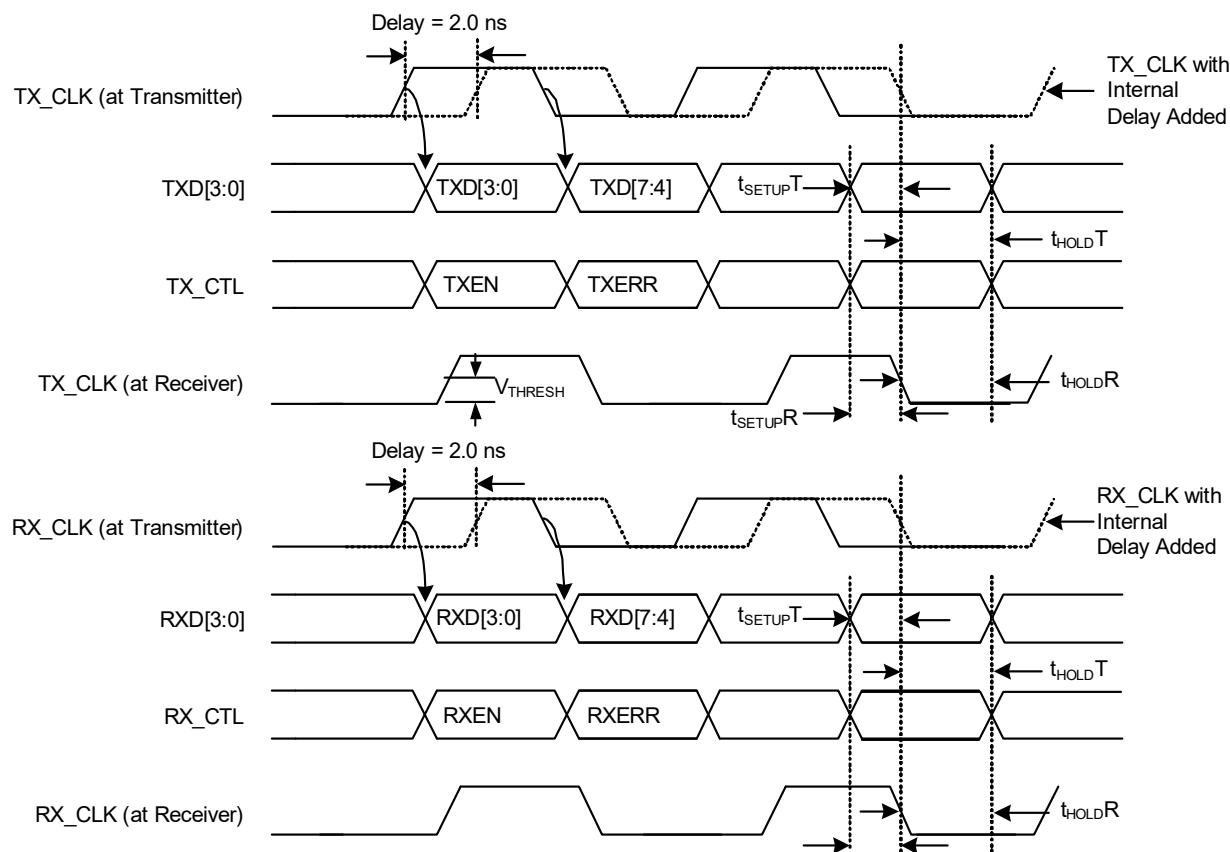 Delay = 2.0 ns
TX_CLK (at Transmitter)
TX_CLK with
Internal
Delay Added
TXD[3:0]
TXD[3:0]
TXD[7:4]
tSETUPT
tHOLDT
TX_CTL
TXEN
TXERR
TX_CLK (at Receiver)
VTHRESH
tHOLDR
tSETUPR
Delay = 2.0 ns
RX_CLK (at Transmitter)
RX_CLK with
Internal
Delay Added
RXD[3:0]
RXD[3:0]
RXD[7:4]
tSETUPT
tHOLDT
RX_CTL
RXEN
RXERR
RX_CLK (at Receiver)
tHOLDR